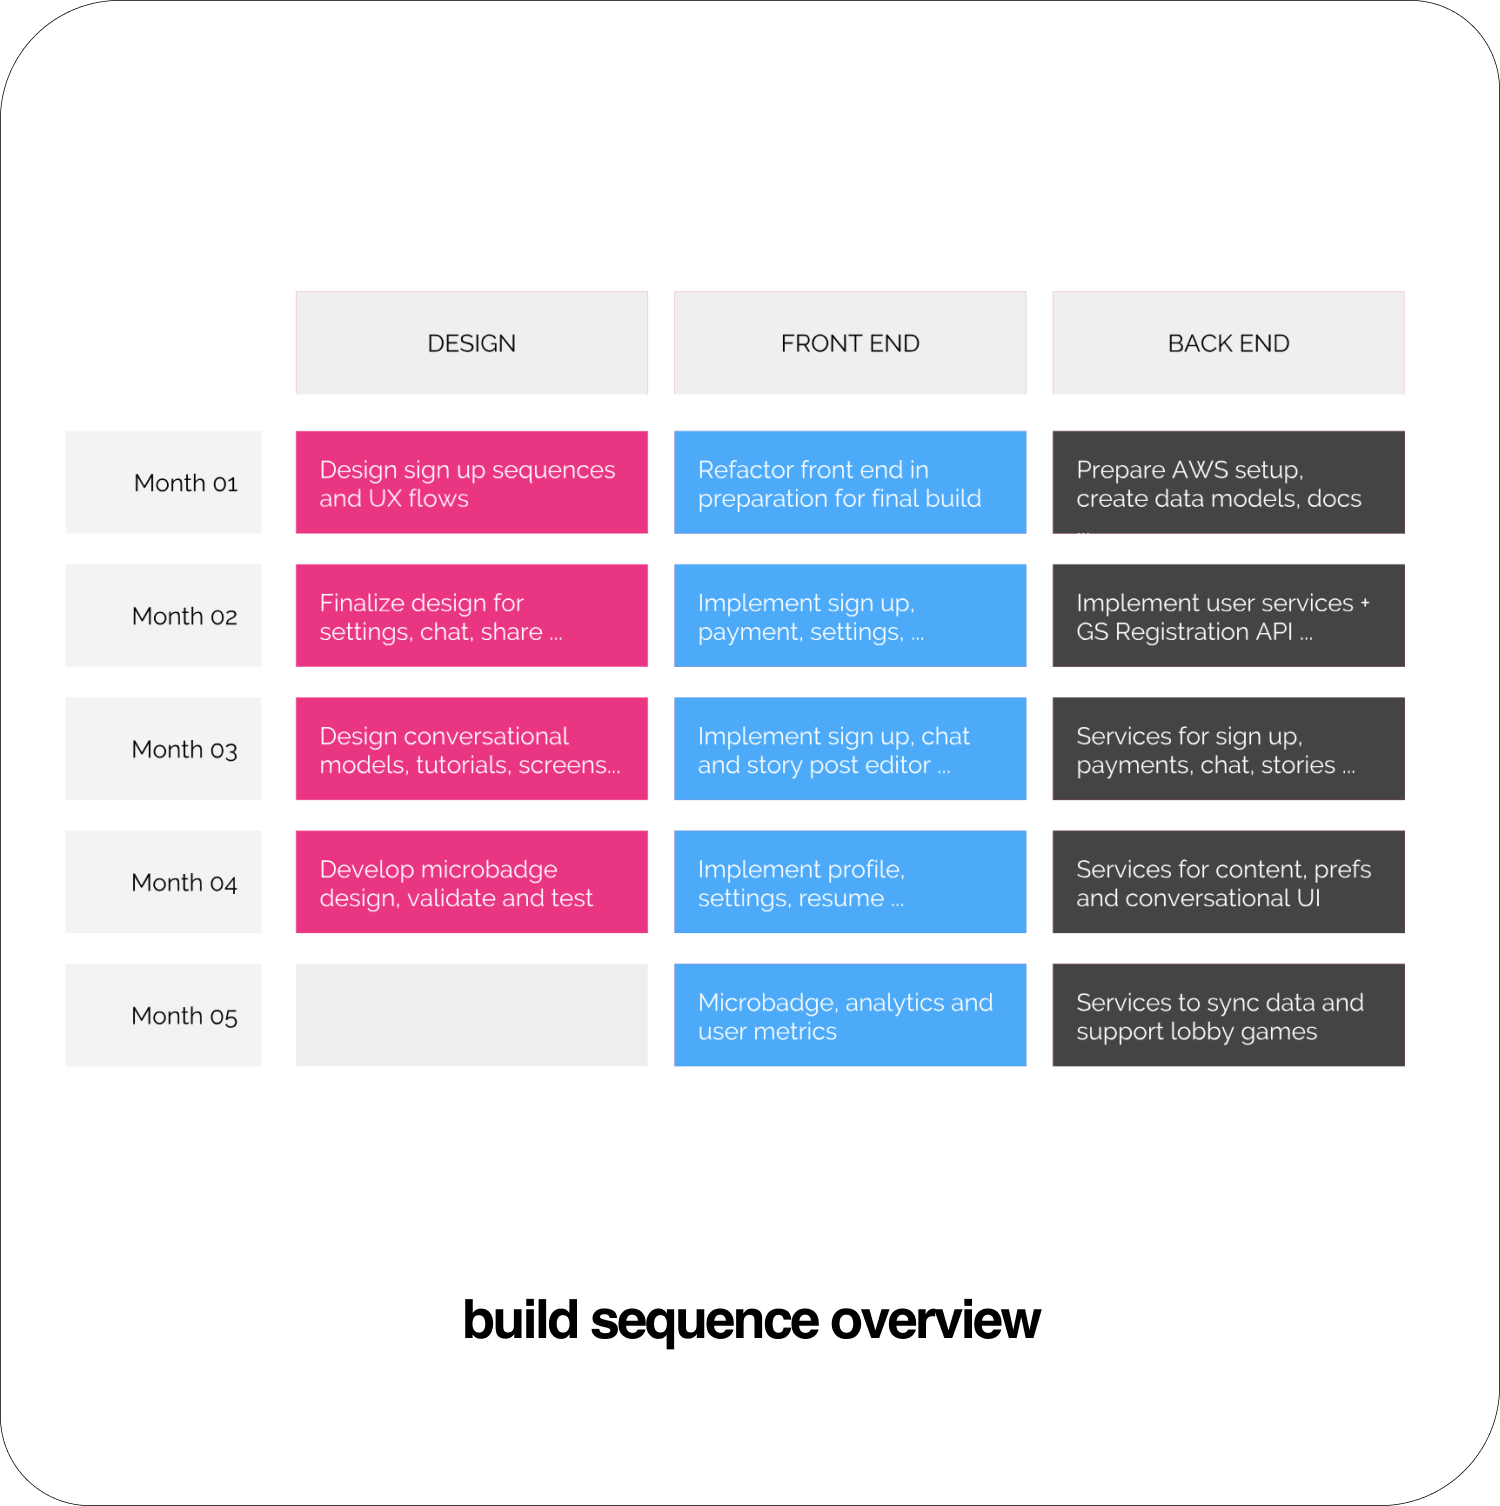 DESIGN
FRONT END
BACK END
Month 01
Design sign up sequences
and UX flows
Refactor front end in
preparation for final build
Prepare AWS setup,
create data models, docs
...
Month 02
Finalize design for
settings, chat, share ...
Implement sign up,
payment, settings, ...
Implement user services +
GS Registration API ...
Month 03
Design conversational
models, tutorials, screens...
Implement sign up, chat
and story post editor ...
Services for sign up,
payments, chat, stories ...
Month 04
Develop microbadge
design, validate and test
Implement profile,
settings, resume ...
Services for content, prefs
and conversational UI
Month 05
Microbadge, analytics and
user metrics
Services to sync data and
support lobby games
build sequence overview